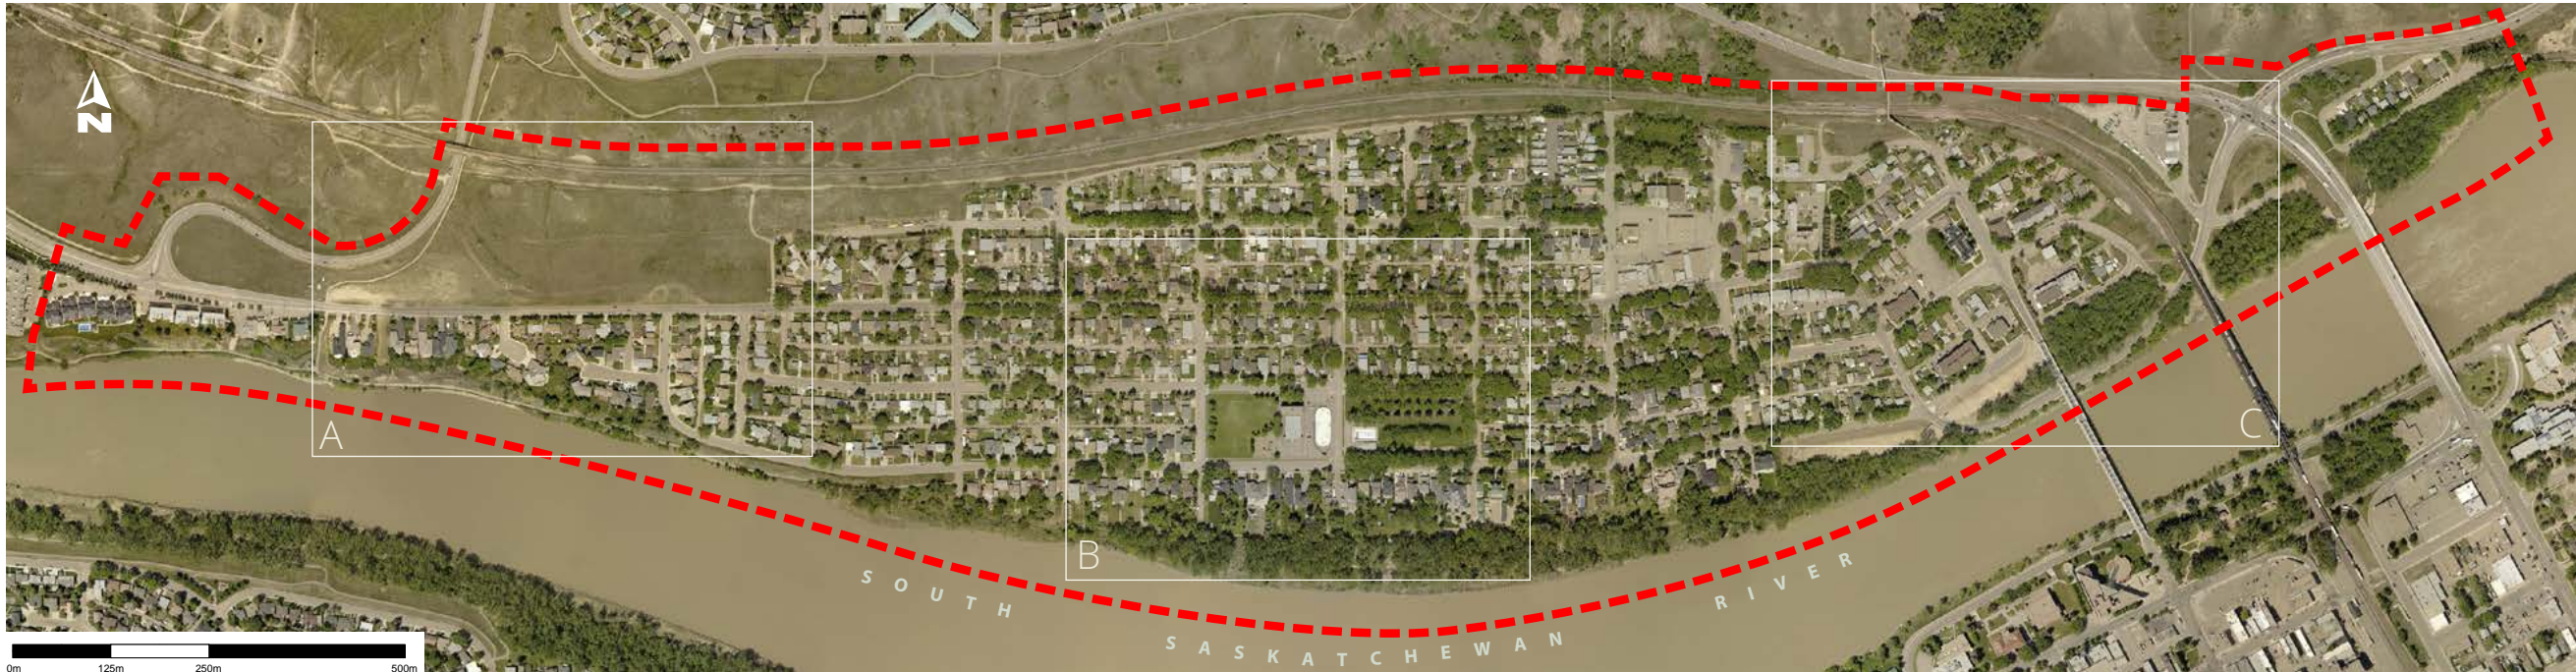 N
A
B
C
SOUTH
SASKATCHEWAN
RIVER
0m 125m 250m 500m